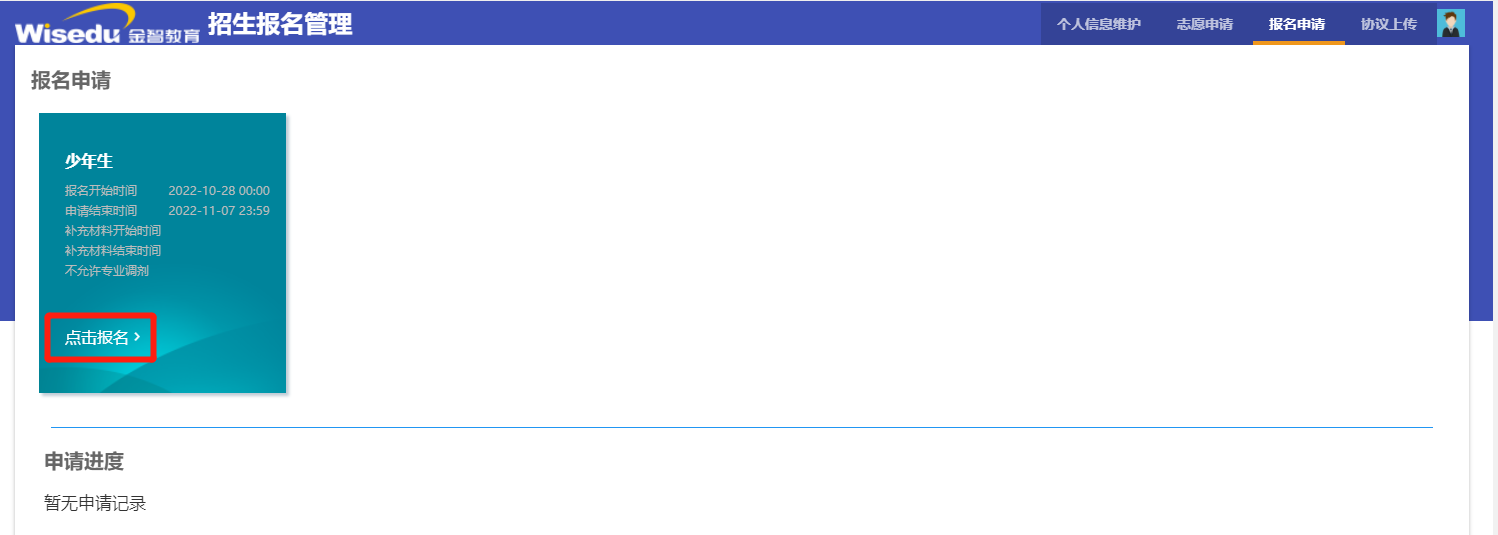 Wisedu 金智教育 招生报名管理
个人信息维护 志愿申请 报名申请 协议上传
报名申请
少年生
报名开始时间 2022-10-28 00:00
申请结束时间 2022-11-07 23:59
补充材料开始时间
补充材料结束时间
不允许专业调剂
点击报名 >
申请进度
暂无申请记录